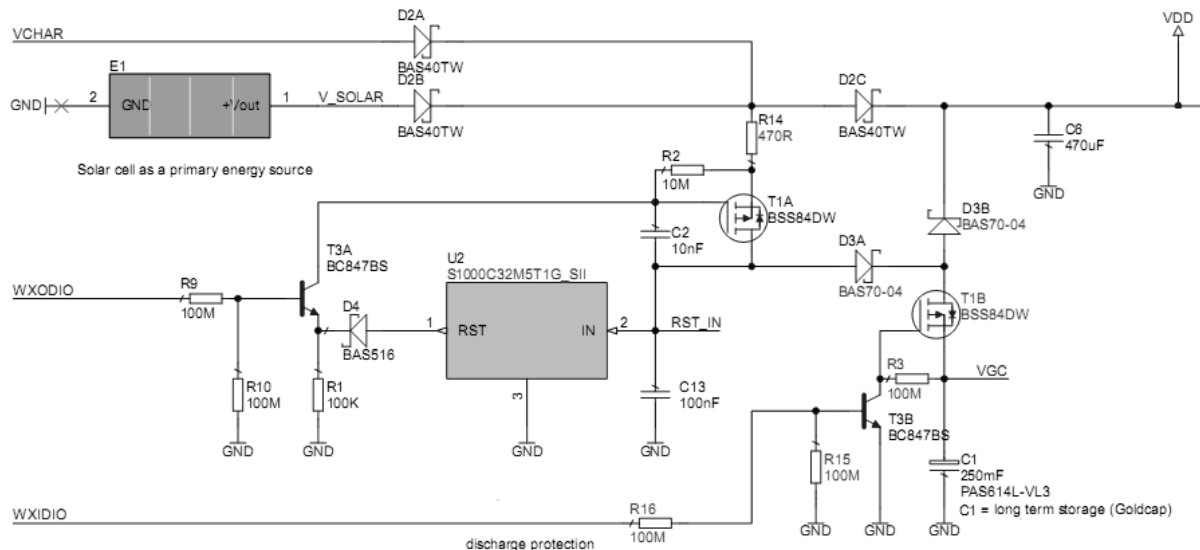 D2A
VDD
VCHAR
BAS40TW
E1
D2B
D2C
GND
2
GND
+Vout
1
V_SOLAR
BAS40TW
BAS40TW
R14
470R
C6
470uF
Solar cell as a primary energy source
R2
10M
GND
T1A
BSS84DW
D3B
BAS70-04
C2
10nF
T3A
BC847BS
U2
S1000C32M5T1G_SII
D3A
BAS70-04
WXODIO
R9
100M
D4
T1B
BSS84DW
1
RST
IN
2
RST_IN
BAS516
R3
100M
VGC
R10
100M
R1
100K
3
C13
100nF
T3B
BC847BS
GND
GND
GND
GND
R15
100M
C1
250mF
PAS614L-VL3
C1 = long term storage (Goldcap)
WXIDIO
R16
100M
GND
GND
GND
discharge protection